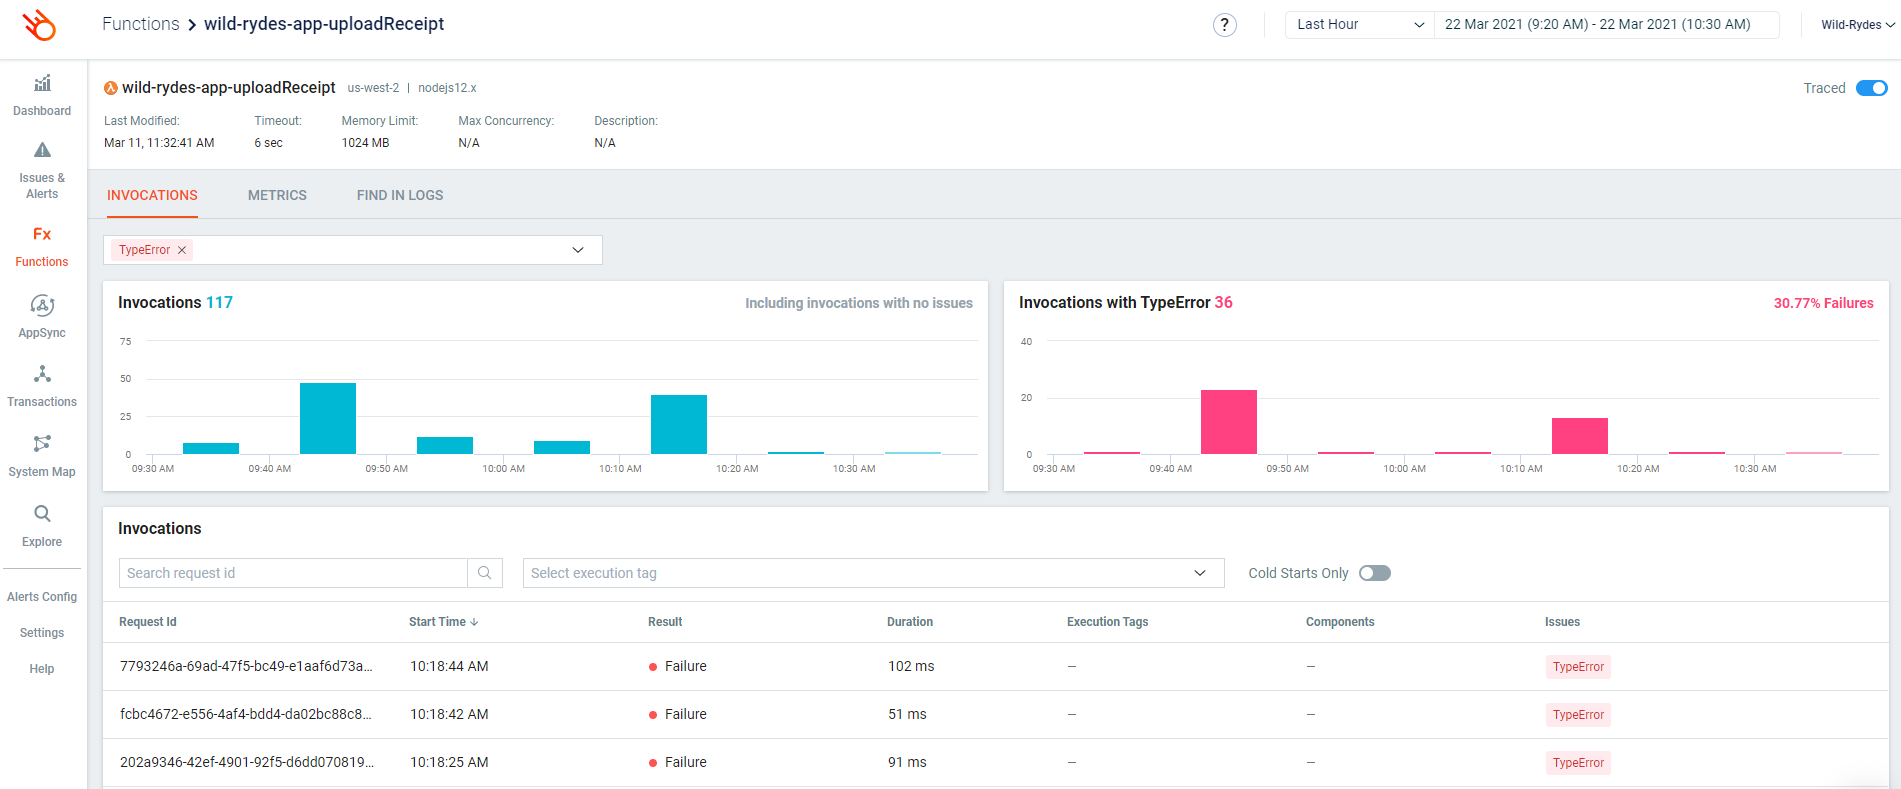 Functions > wild-rydes-app-uploadReceipt
?
Last Hour
22 Mar 2021 (9:20 AM) - 22 Mar 2021 (10:30 AM)
Wild-Rydes
Dashboard
Issues &
Alerts
Fx
Functions
AppSync
Transactions
System Map
Explore
Alerts Config
Settings
Help
wild-rydes-app-uploadReceipt us-west-2 | nodejs12.x
Traced
Last Modified: Timeout: Memory Limit: Max Concurrency: Description:
Mar 11, 11:32:41 AM 6 sec 1024 MB N/A N/A
INVOCATIONS METRICS FIND IN LOGS
TypeError ×
Invocations 117 Including invocations with no issues
75
50
25
0
09:30 AM 09:40 AM 09:50 AM 10:00 AM 10:10 AM 10:20 AM 10:30 AM
Invocations with TypeError 36 30.77% Failures
40
20
0
09:30 AM 09:40 AM 09:50 AM 10:00 AM 10:10 AM 10:20 AM 10:30 AM
Invocations
Search request id
Select execution tag
Cold Starts Only
Request Id Start Time ↓ Result Duration Execution Tags Components Issues
7793246a-69ad-47f5-bc49-e1aaf6d73a... 10:18:44 AM Failure 102 ms – – TypeError
fcbc4672-e556-4af4-bdd4-da02bc88c8... 10:18:42 AM Failure 51 ms – – TypeError
202a9346-42ef-4901-92f5-d6dd070819... 10:18:25 AM Failure 91 ms – – TypeError